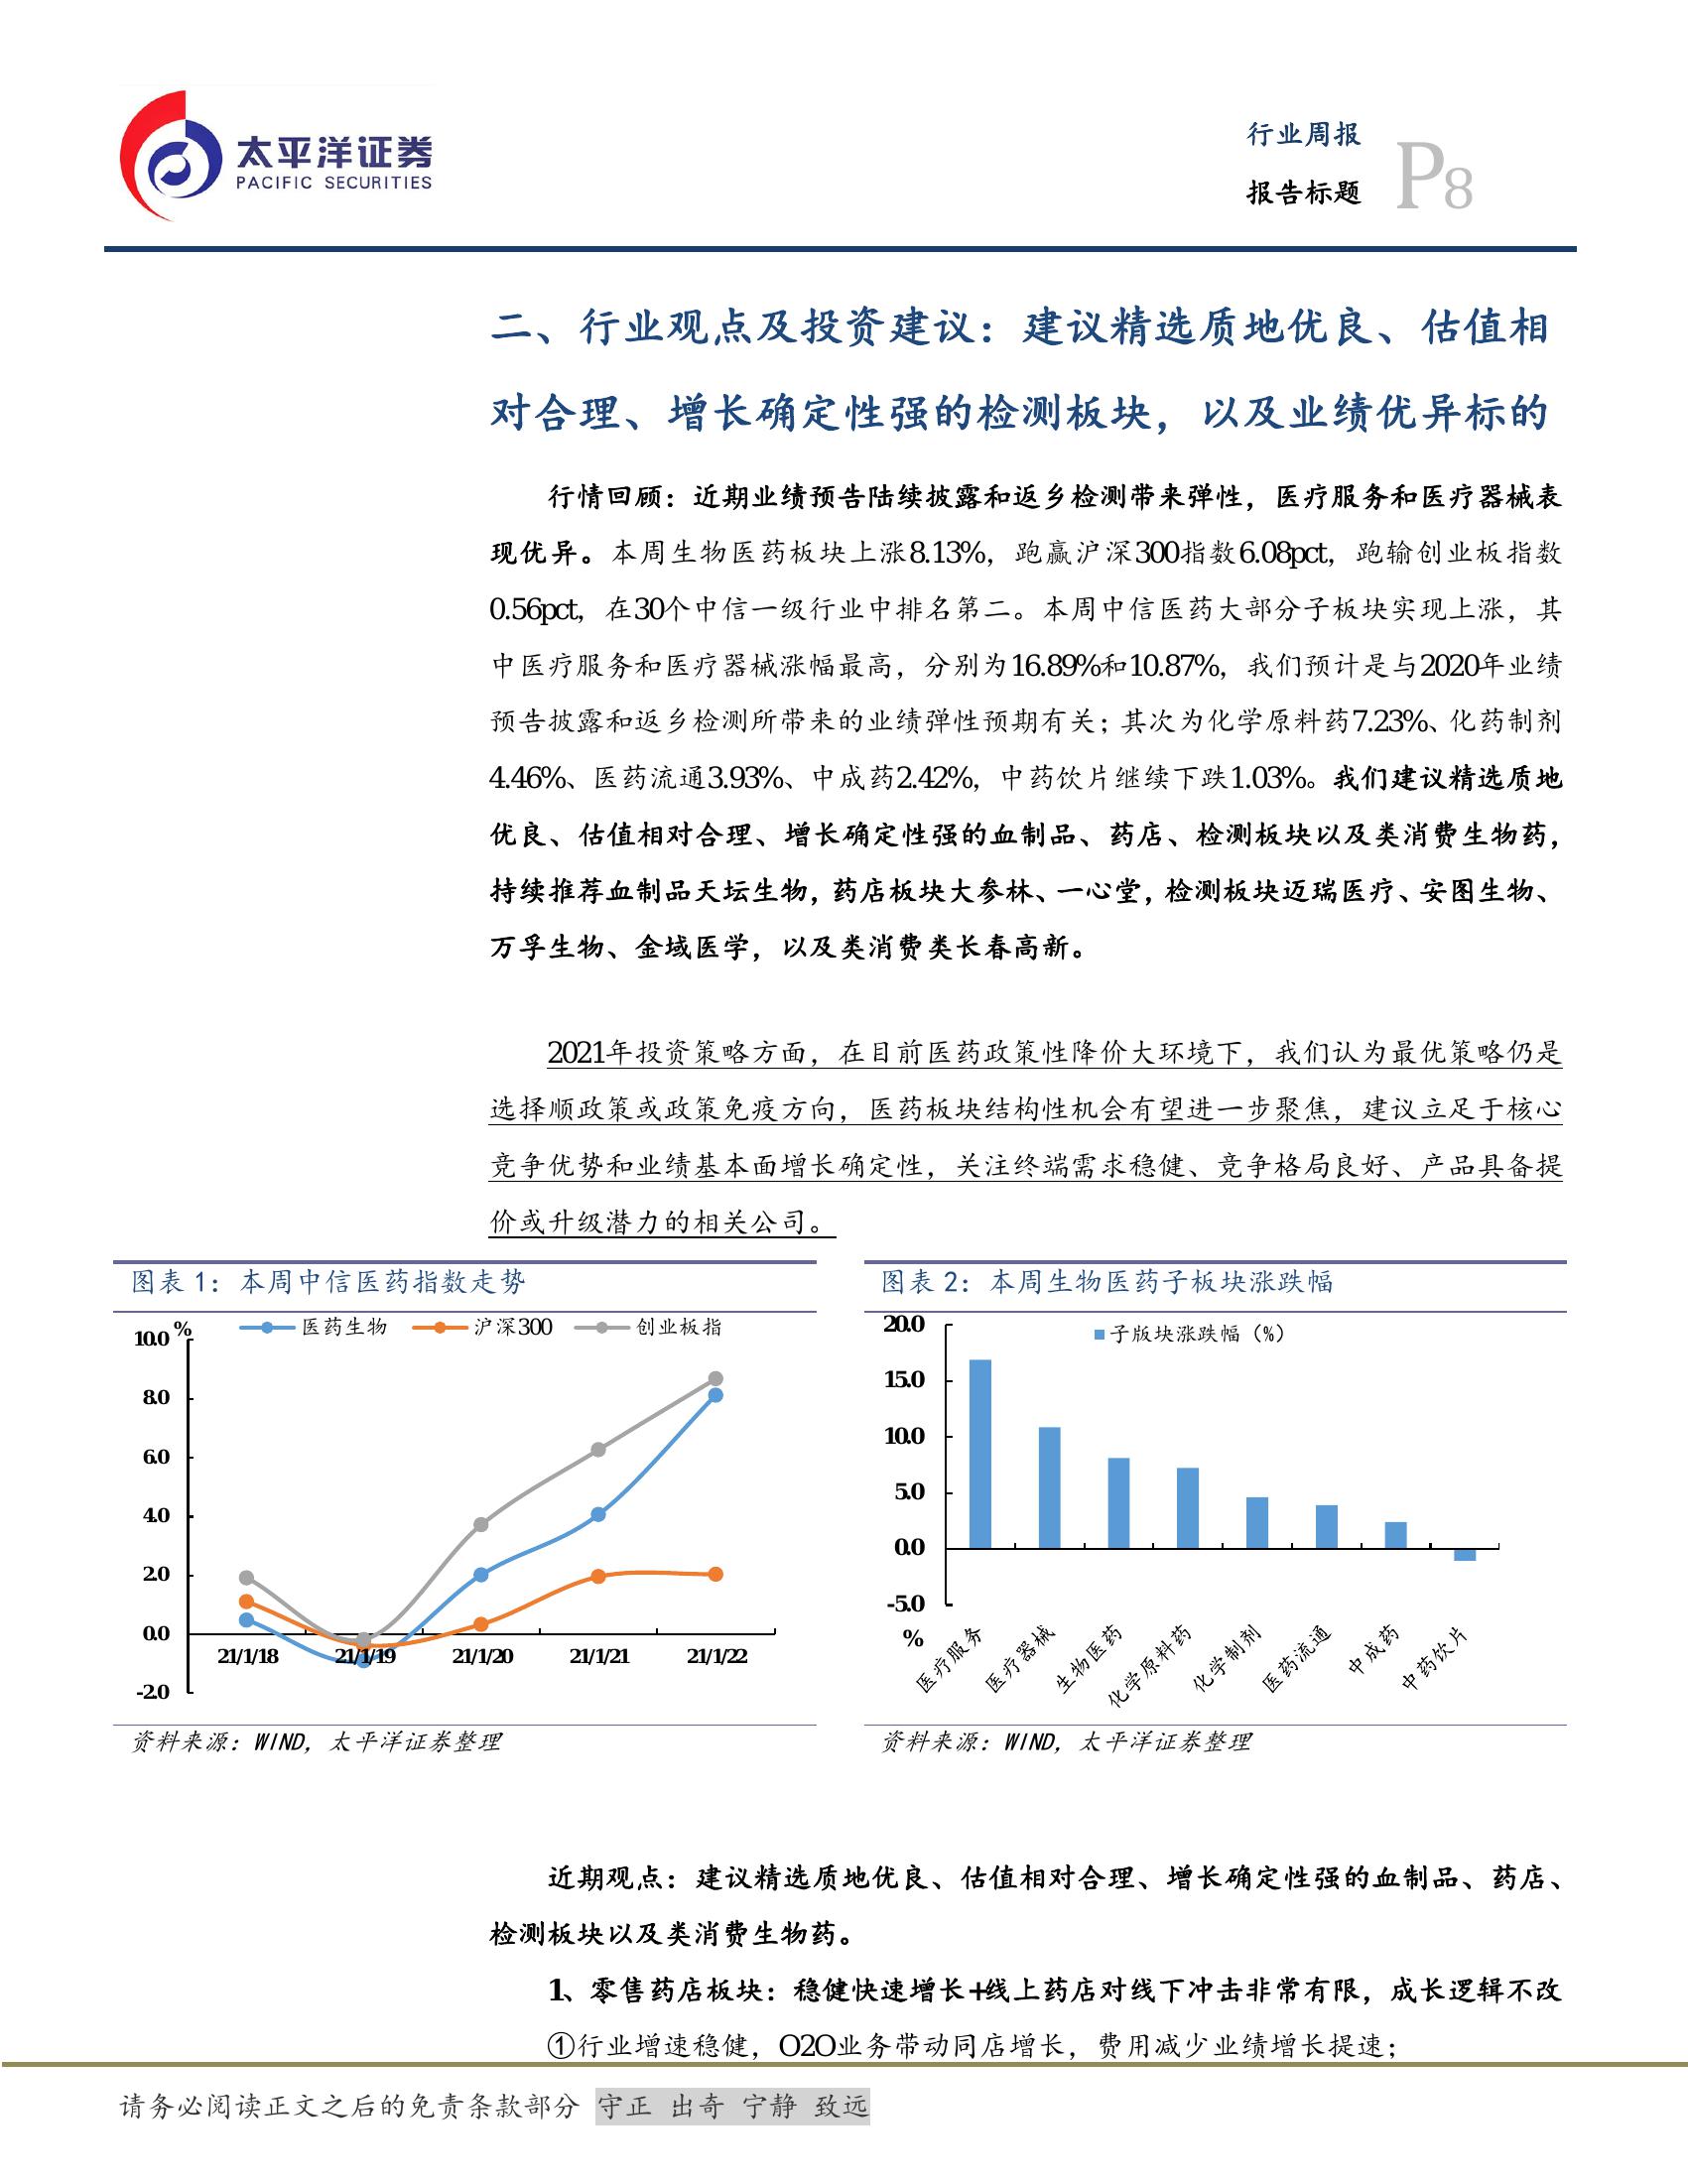 太平洋证券
PACIFIC SECURITIES
行业周报
报告标题
P8
二、行业观点及投资建议：建议精选质地优良、估值相
对合理、增长确定性强的检测板块，以及业绩优异标的
行情回顾：近期业绩预告陆续披露和返乡检测带来弹性，医疗服务和医疗器械表
现优异。本周生物医药板块上涨8.13%，跑赢沪深300指数6.08pct，跑输创业板指数
0.56pct，在30个中信一级行业中排名第二。本周中信医药大部分子板块实现上涨，其
中医疗服务和医疗器械涨幅最高，分别为16.89%和10.87%，我们预计是与2020年业绩
预告披露和返乡检测所带来的业绩弹性预期有关；其次为化学原料药7.23%、化药制剂
4.46%、医药流通3.93%、中成药2.42%，中药饮片继续下跌1.03%。我们建议精选质地
优良、估值相对合理、增长确定性强的血制品、药店、检测板块以及类消费生物药，
持续推荐血制品天坛生物，药店板块大参林、一心堂，检测板块迈瑞医疗、安图生物、
万孚生物、金域医学，以及类消费类长春高新。
2021年投资策略方面，在目前医药政策性降价大环境下，我们认为最优策略仍是
选择顺政策或政策免疫方向，医药板块结构性机会有望进一步聚焦，建议立足于核心
竞争优势和业绩基本面增长确定性，关注终端需求稳健、竞争格局良好、产品具备提
价或升级潜力的相关公司。
图表 1：本周中信医药指数走势
%
医药生物 沪深300 创业板指
10.0
8.0
6.0
4.0
2.0
0.0
-2.0
21/1/18 21/1/19 21/1/20 21/1/21 21/1/22
资料来源：WIND，太平洋证券整理
图表 2：本周生物医药子板块涨跌幅
子版块涨跌幅（%）
20.0
15.0
10.0
5.0
0.0
-5.0
%
医疗服务 医疗器械 生物医药 化学原料药 化学制剂 医药流通 中成药 中药饮片
资料来源：WIND，太平洋证券整理
近期观点：建议精选质地优良、估值相对合理、增长确定性强的血制品、药店、
检测板块以及类消费生物药。
1、零售药店板块：稳健快速增长+线上药店对线下冲击非常有限，成长逻辑不改
①行业增速稳健，O2O业务带动同店增长，费用减少业绩增长提速；
请务必阅读正文之后的免责条款部分 守正 出奇 宁静 致远